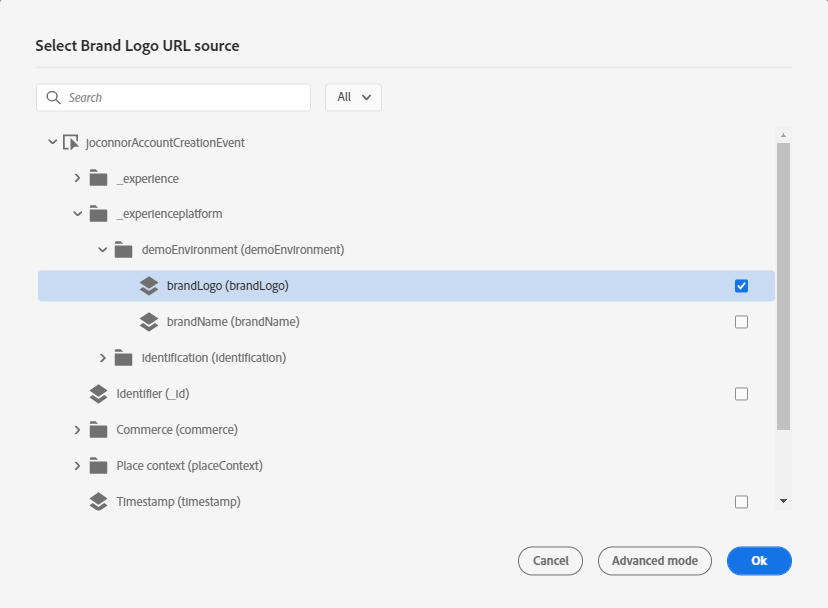 Select Brand Logo URL source
Search
All
joconnorAccountCreationEvent
_experience
_experienceplatform
demoEnvironment (demoEnvironment)
brandLogo (brandLogo)
brandName (brandName)
identification (identification)
Identifier (_id)
Commerce (commerce)
Place context (placeContext)
Timestamp (timestamp)
Cancel
Advanced mode
Ok